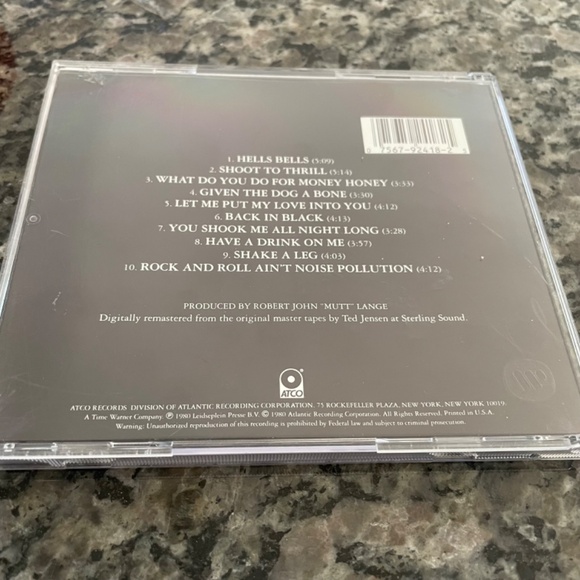 0 7567-92418-2 5
1. HELLS BELLS (5:09)
2. SHOOT TO THRILL (5:14)
3. WHAT DO YOU DO FOR MONEY HONEY (3:33)
4. GIVEN THE DOG A BONE (3:30)
5. LET ME PUT MY LOVE INTO YOU (4:12)
6. BACK IN BLACK (4:13)
7. YOU SHOOK ME ALL NIGHT LONG (3:28)
8. HAVE A DRINK ON ME (3:57)
9. SHAKE A LEG (4:03)
10. ROCK AND ROLL AIN'T NOISE POLLUTION (4:12)
PRODUCED BY ROBERT JOHN "MUTT" LANGE
Digitally remastered from the original master tapes by Ted Jensen at Sterling Sound.
ATCO
ATCO RECORDS DIVISION OF ATLANTIC RECORDING CORPORATION, 75 ROCKEFELLER PLAZA, NEW YORK, NEW YORK 10019.
A Time Warner Company. ℗ 1980 Leidseplein Presse B.V. © 1980 Atlantic Recording Corporation. All Rights Reserved. Printed in U.S.A.
Warning: Unauthorized reproduction of this recording is prohibited by Federal law and subject to criminal prosecution.